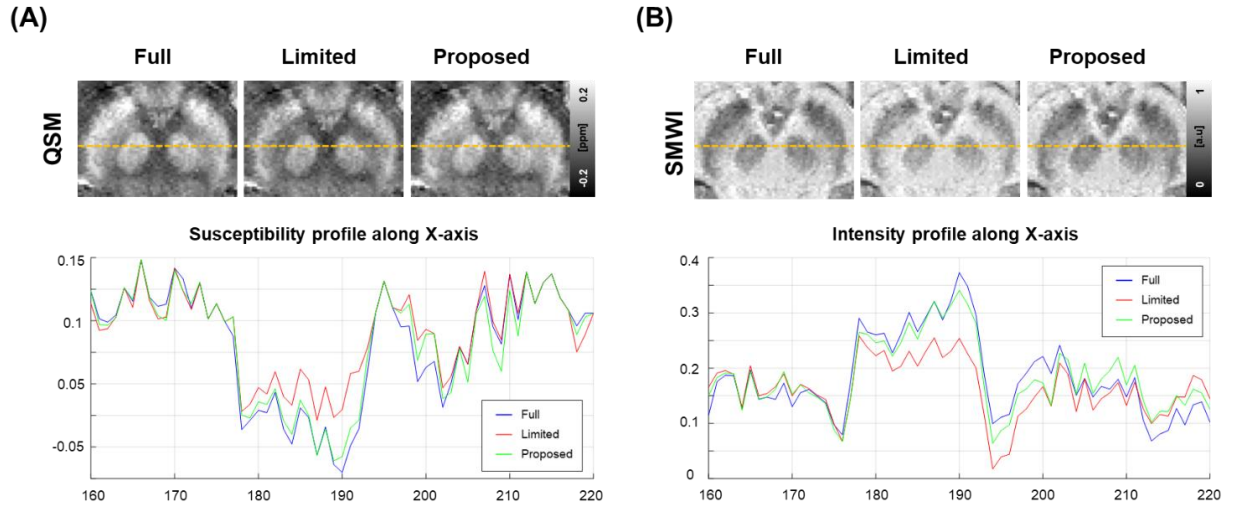 (A)
Full Limited Proposed
QSM
0.2
[ppm]
-0.2
Susceptibility profile along X-axis
0.15
0.1
0.05
-0.05
Full
Limited
Proposed
160 170 180 190 200 210 220
(B)
Full Limited Proposed
SMWI
1
[a.u]
0
Intensity profile along X-axis
0.4
0.3
0.2
0.1
0
Full
Limited
Proposed
160 170 180 190 200 210 220